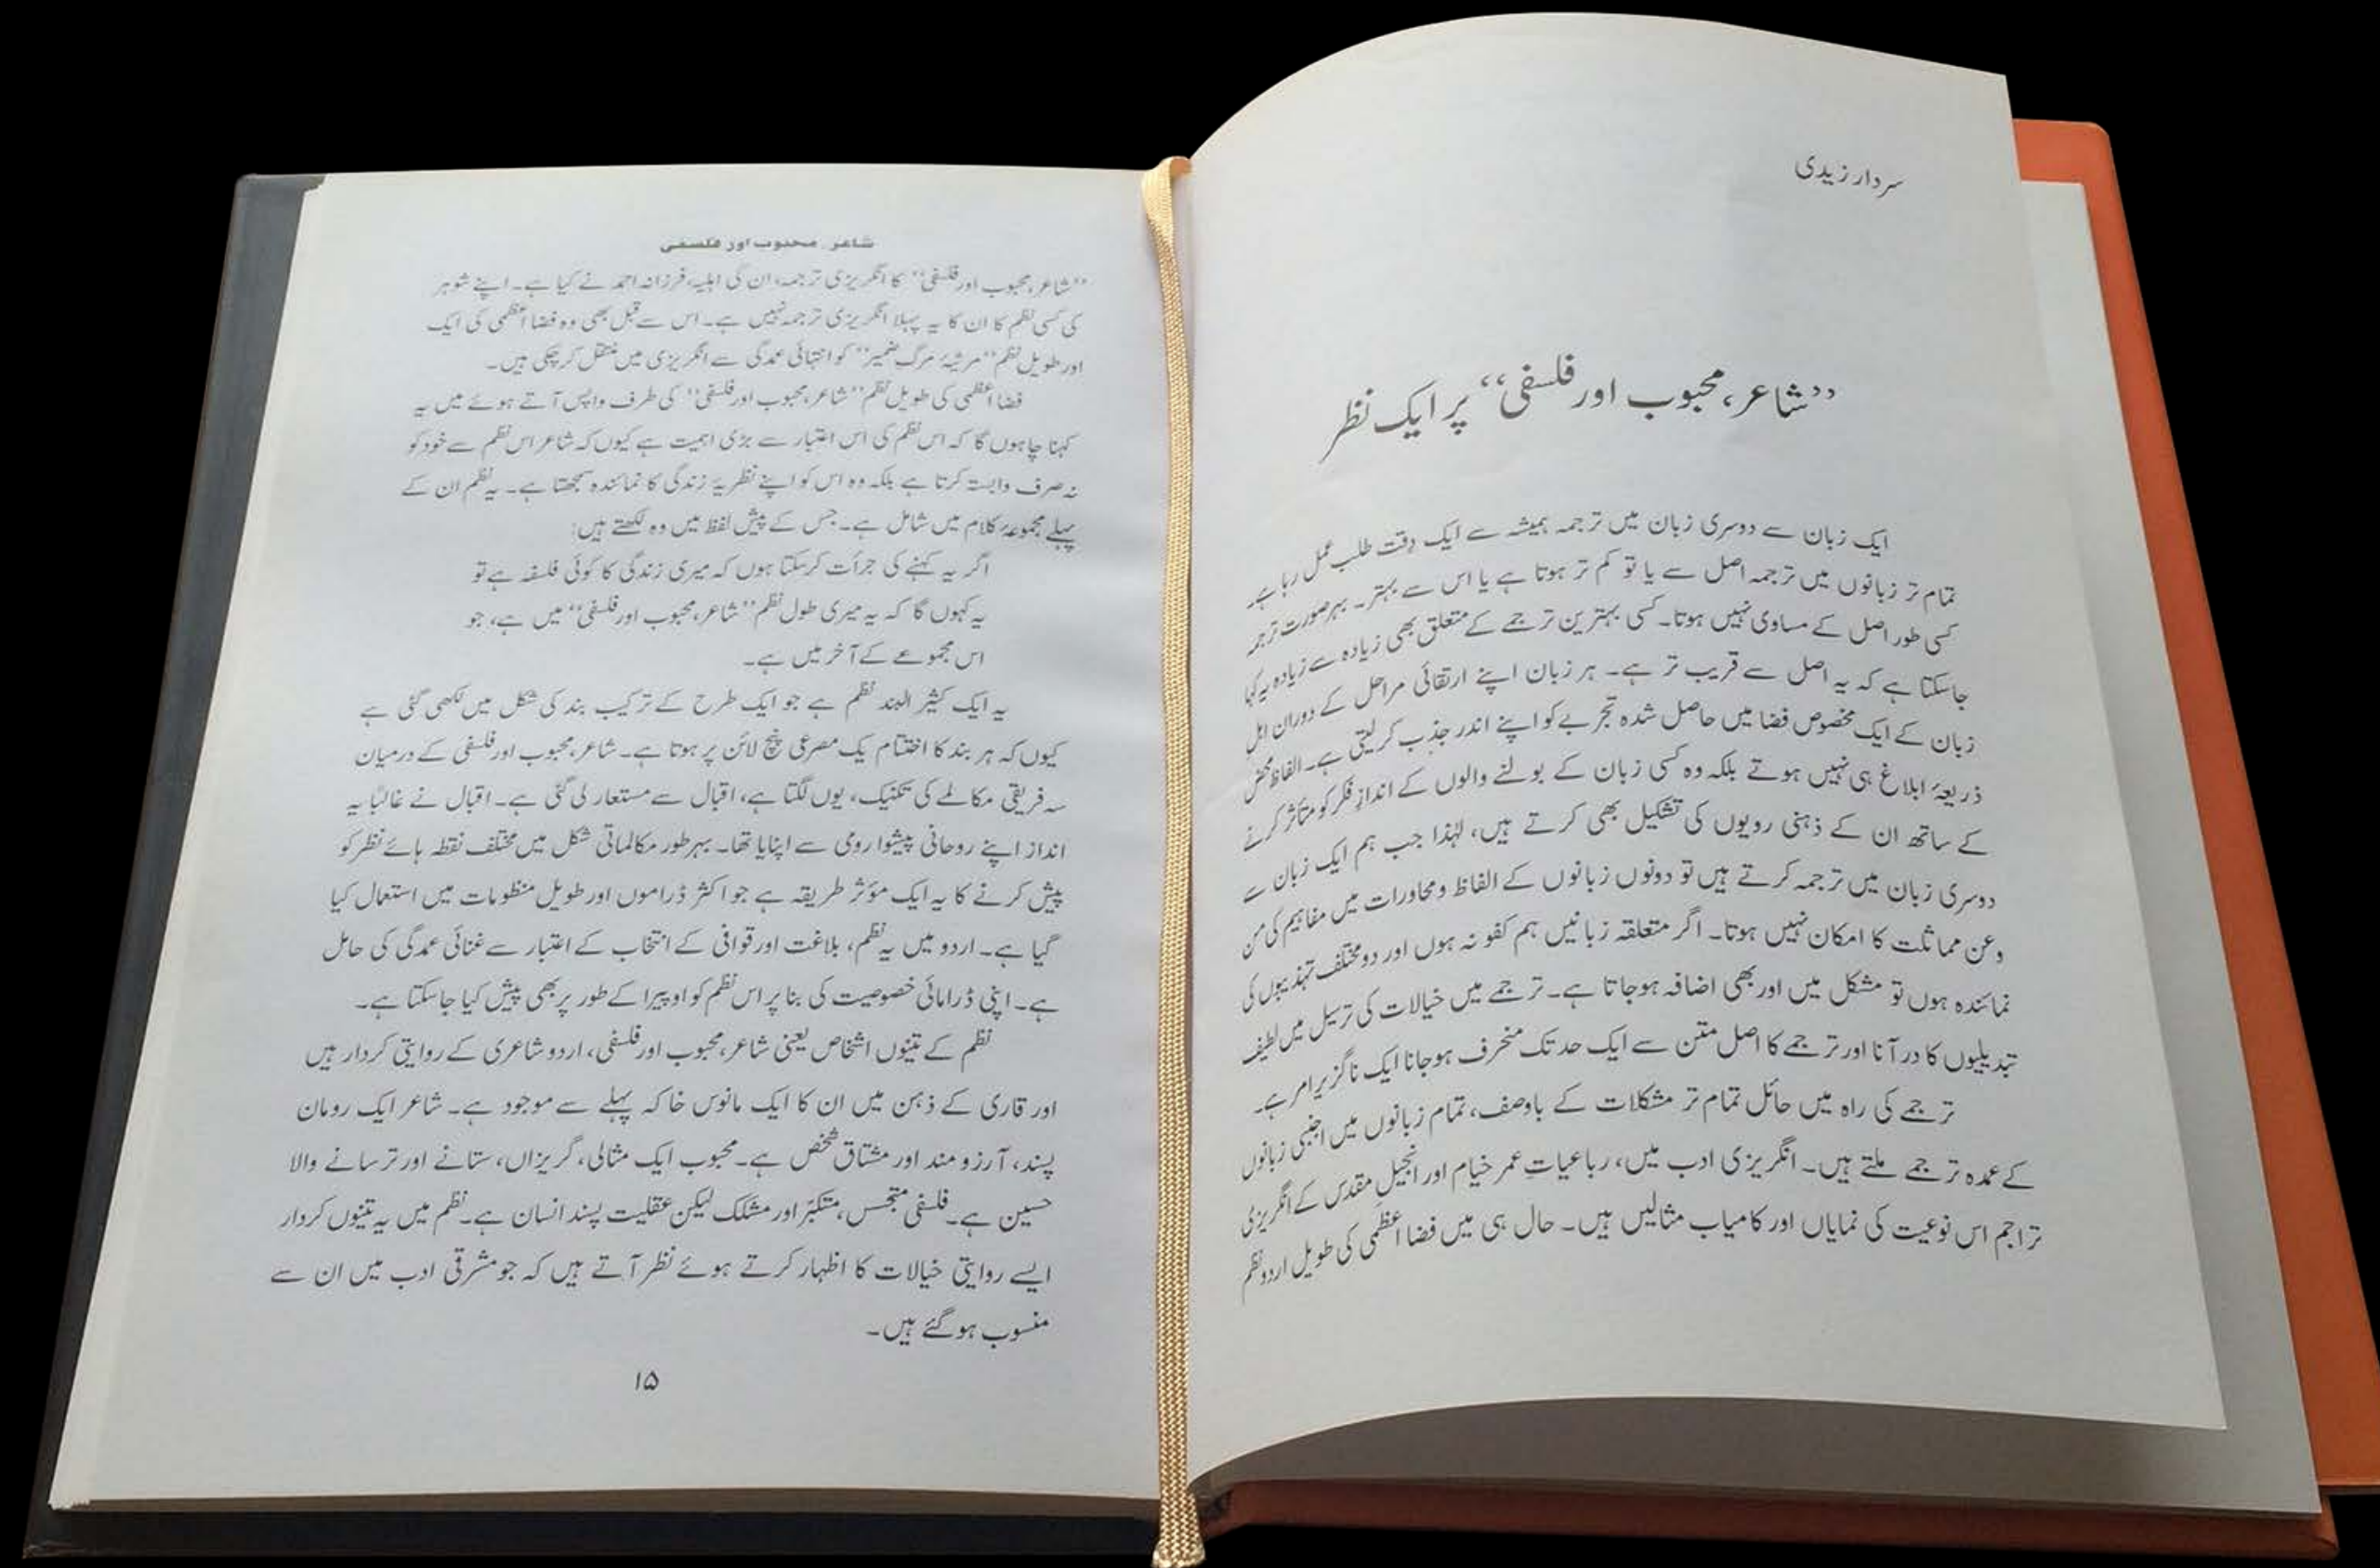 سردار زیدی
’’شاعر، محبوب اور فلسفی‘‘ پر ایک نظر
ایک زبان سے دوسری زبان میں ترجمہ ہمیشہ سے ایک دقت طلب عمل رہا ہے۔
تمام تر زبانوں میں ترجمہ اصل سے یا تو کم تر ہوتا ہے یا اس سے بہتر۔ بہرصورت ترجمہ
کسی طور اصل کے مساوی نہیں ہوتا۔ کسی بہترین ترجمے کے متعلق بھی زیادہ سے زیادہ یہ کہا
جاسکتا ہے کہ یہ اصل سے قریب تر ہے۔ ہر زبان اپنے ارتقائی مراحل کے دوران اہل
زبان کے ایک مخصوص فضا میں حاصل شدہ تجربے کو اپنے اندر جذب کر لیتی ہے۔ الفاظ محض
ذریعۂ ابلاغ ہی نہیں ہوتے بلکہ وہ کسی زبان کے بولنے والوں کے اندازِ فکر کو متاثر کرنے
کے ساتھ ان کے ذہنی رویوں کی تشکیل بھی کرتے ہیں، لہٰذا جب ہم ایک زبان سے
دوسری زبان میں ترجمہ کرتے ہیں تو دونوں زبانوں کے الفاظ و محاورات میں مفاہیم کی من
و عن مماثلت کا امکان نہیں ہوتا۔ اگر متعلقہ زبانیں ہم کفو نہ ہوں اور دو مختلف تہذیبوں کی
نمائندہ ہوں تو مشکل میں اور بھی اضافہ ہوجاتا ہے۔ ترجمے میں خیالات کی ترسیل میں لطیف
تبدیلیوں کا در آنا اور ترجمے کا اصل متن سے ایک حد تک منحرف ہوجانا ایک ناگزیر امر ہے۔
ترجمے کی راہ میں حائل تمام تر مشکلات کے باوصف، تمام زبانوں میں اجنبی زبانوں
کے عمدہ ترجمے ملتے ہیں۔ انگریزی ادب میں، رباعیاتِ عمر خیام اور انجیلِ مقدس کے انگریزی
تراجم اس نوعیت کی نمایاں اور کامیاب مثالیں ہیں۔ حال ہی میں فضا اعظمی کی طویل اردو نظم
شاعر، محبوب اور فلسفی
’’شاعر، محبوب اور فلسفی‘‘ کا انگریزی ترجمہ، ان کی اہلیہ، فرزانہ احمد نے کیا ہے۔ اپنے شوہر
کی کسی نظم کا ان کا یہ پہلا انگریزی ترجمہ نہیں ہے۔ اس سے قبل بھی وہ فضا اعظمی کی ایک
اور طویل نظم ’’مرثیۂ مرگِ ضمیر‘‘ کو انتہائی عمدگی سے انگریزی میں منتقل کر چکی ہیں۔
فضا اعظمی کی طویل نظم ’’شاعر، محبوب اور فلسفی‘‘ کی طرف واپس آتے ہوئے میں یہ
کہنا چاہوں گا کہ اس نظم کی اس اعتبار سے بڑی اہمیت ہے کیوں کہ شاعر اس نظم سے خود کو
نہ صرف وابستہ کرتا ہے بلکہ وہ اس کو اپنے نظریۂ زندگی کا نمائندہ سمجھتا ہے۔ یہ نظم ان کے
پہلے مجموعۂ کلام میں شامل ہے۔ جس کے پیش لفظ میں وہ لکھتے ہیں:
اگر یہ کہنے کی جرأت کرسکتا ہوں کہ میری زندگی کا کوئی فلسفہ ہے تو
یہ کہوں گا کہ یہ میری طول نظم ’’شاعر، محبوب اور فلسفی‘‘ میں ہے، جو
اس مجموعے کے آخر میں ہے۔
یہ ایک کثیر البند نظم ہے جو ایک طرح کے ترکیب بند کی شکل میں لکھی گئی ہے
کیوں کہ ہر بند کا اختتام یک مصرعی پنچ لائن پر ہوتا ہے۔ شاعر، محبوب اور فلسفی کے درمیان
سہ فریقی مکالمے کی تکنیک، یوں لگتا ہے، اقبال سے مستعار لی گئی ہے۔ اقبال نے غالباً یہ
انداز اپنے روحانی پیشوا رومی سے اپنایا تھا۔ بہرطور مکالماتی شکل میں مختلف نقطہ ہائے نظر کو
پیش کرنے کا یہ ایک مؤثر طریقہ ہے جو اکثر ڈراموں اور طویل منظومات میں استعمال کیا
گیا ہے۔ اردو میں یہ نظم، بلاغت اور قوافی کے انتخاب کے اعتبار سے غنائی عمدگی کی حامل
ہے۔ اپنی ڈرامائی خصوصیت کی بنا پر اس نظم کو اوپیرا کے طور پر بھی پیش کیا جاسکتا ہے۔
نظم کے تینوں اشخاص یعنی شاعر، محبوب اور فلسفی، اردو شاعری کے روایتی کردار ہیں
اور قاری کے ذہن میں ان کا ایک مانوس خاکہ پہلے سے موجود ہے۔ شاعر ایک رومان
پسند، آرزو مند اور مشتاق شخص ہے۔ محبوب ایک مثالی، گریزاں، ستانے اور ترسانے والا
حسین ہے۔ فلسفی متجسس، متکبّر اور مشکک لیکن عقلیت پسند انسان ہے۔ نظم میں یہ تینوں کردار
ایسے روایتی خیالات کا اظہار کرتے ہوئے نظر آتے ہیں کہ جو مشرقی ادب میں ان سے
منسوب ہوگئے ہیں۔
۱۵